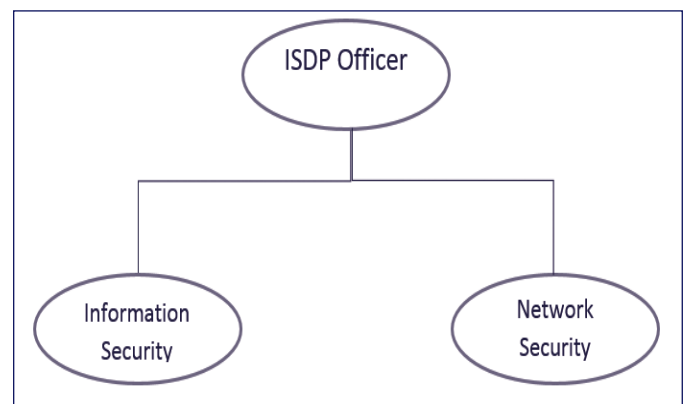 ISDP Officer
Information
Security
Network
Security